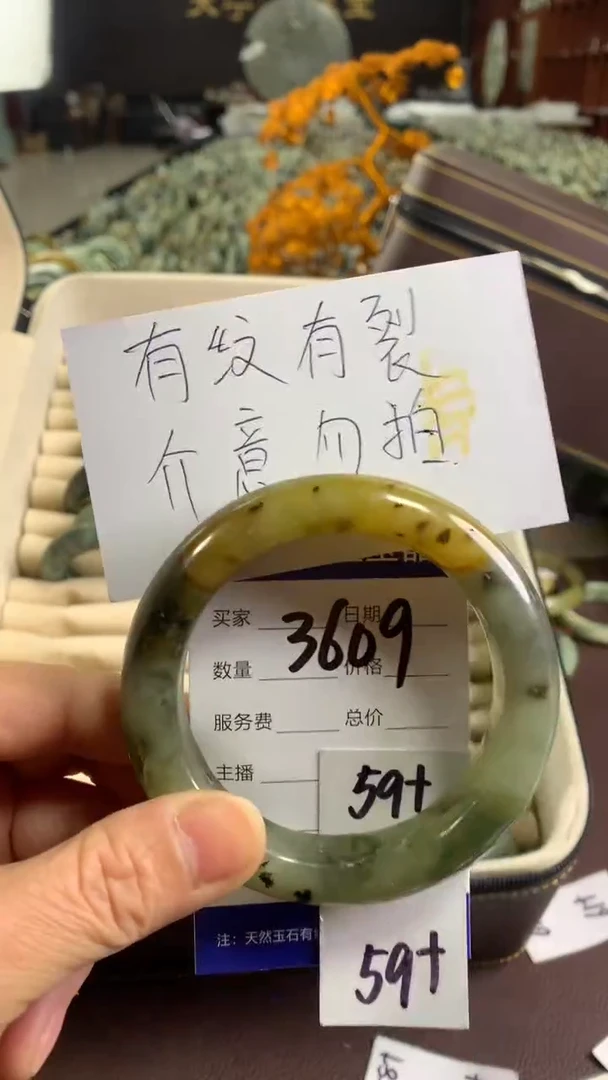 有发有裂
介意勿拍
买家 日期
3609
数量 价格
服务费 总价
主播
59+
注：天然玉石有
59+